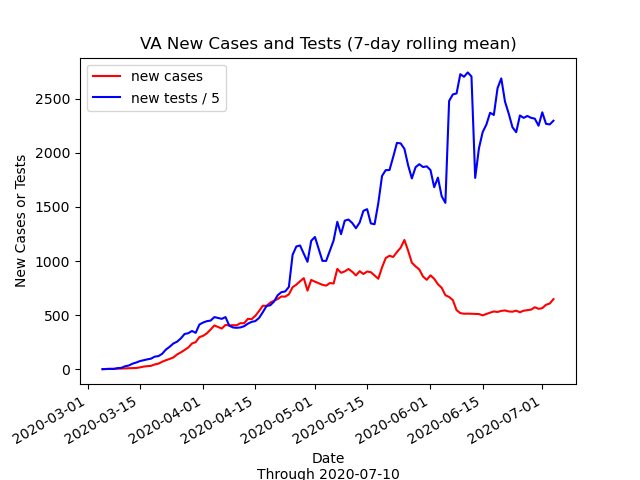 VA New Cases and Tests (7-day rolling mean)
new cases
new tests / 5
New Cases or Tests
2500
2000
1500
1000
500
0
2020-03-01
2020-03-15
2020-04-01
2020-04-15
2020-05-01
2020-05-15
2020-06-01
2020-06-15
2020-07-01
Date
Through 2020-07-10